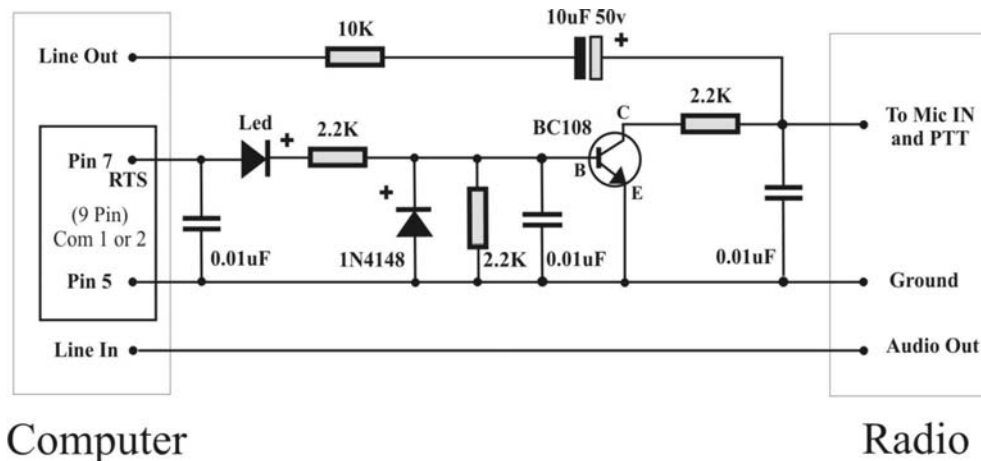 10uF 50v
+
Line Out
10K
2.2K
C
BC108
To Mic IN
and PTT
Led
+
2.2K
Pin 7
RTS
B
E
+
(9 Pin)
Com 1 or 2
0.01uF
1N4148
2.2K
0.01uF
0.01uF
Pin 5
Ground
Line In
Audio Out
Computer
Radio